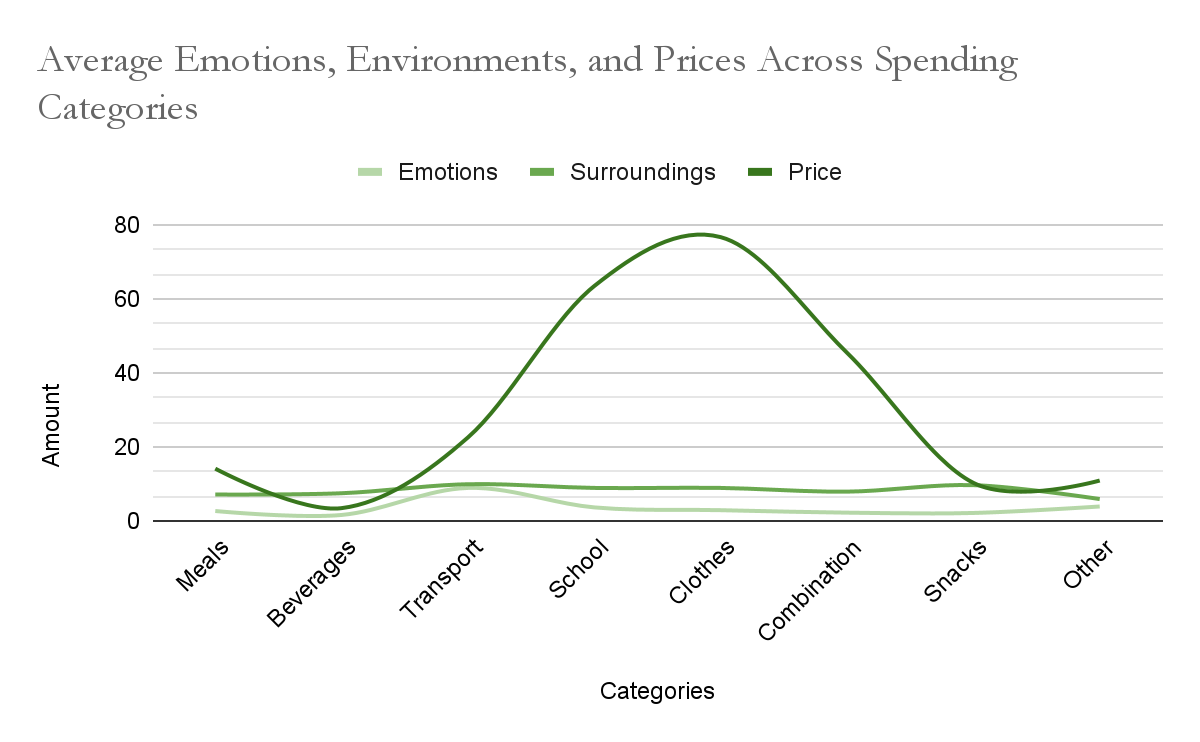 Average Emotions, Environments, and Prices Across Spending
Categories
Emotions Surroundings Price
80
60
40
20
0
Amount
Meals Beverages Transport School Clothes Combination Snacks Other
Categories